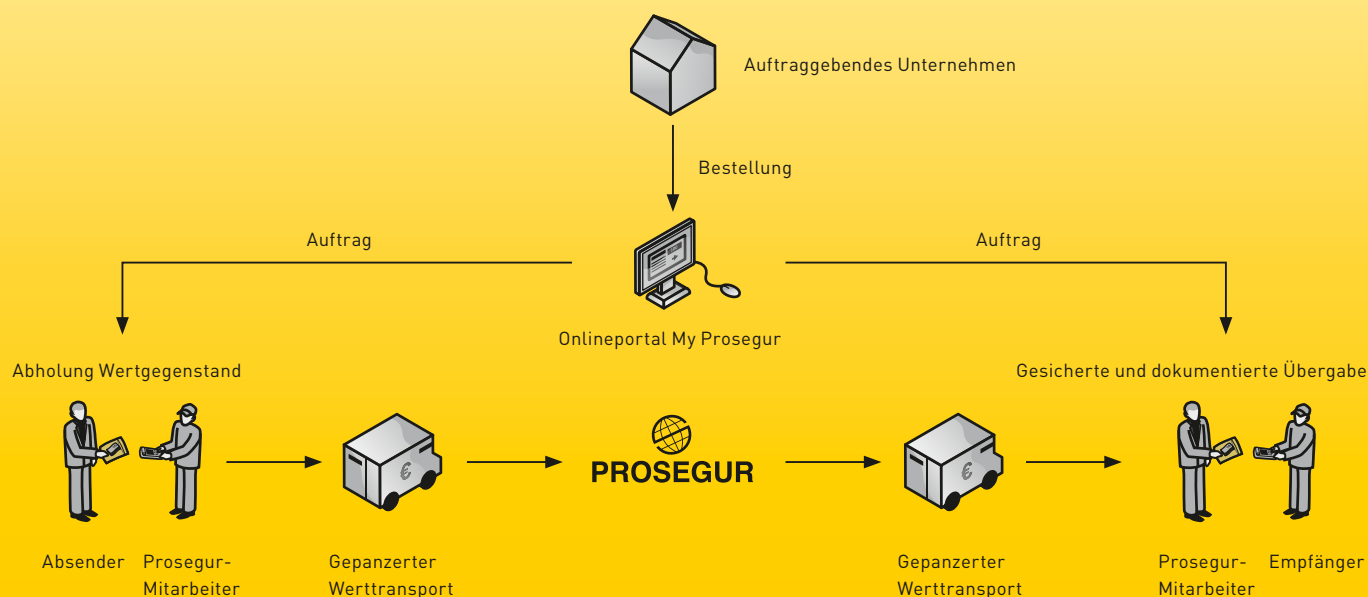 Auftraggebendes Unternehmen
Bestellung
Auftrag
Auftrag
Onlineportal My Prosegur
Abholung Wertgegenstand
Gesicherte und dokumentierte Übergabe
€
PROSEGUR
€
Absender
Prosegur-
Mitarbeiter
Gepanzerter
Werttransport
Gepanzerter
Werttransport
Prosegur-
Mitarbeiter
Empfänger